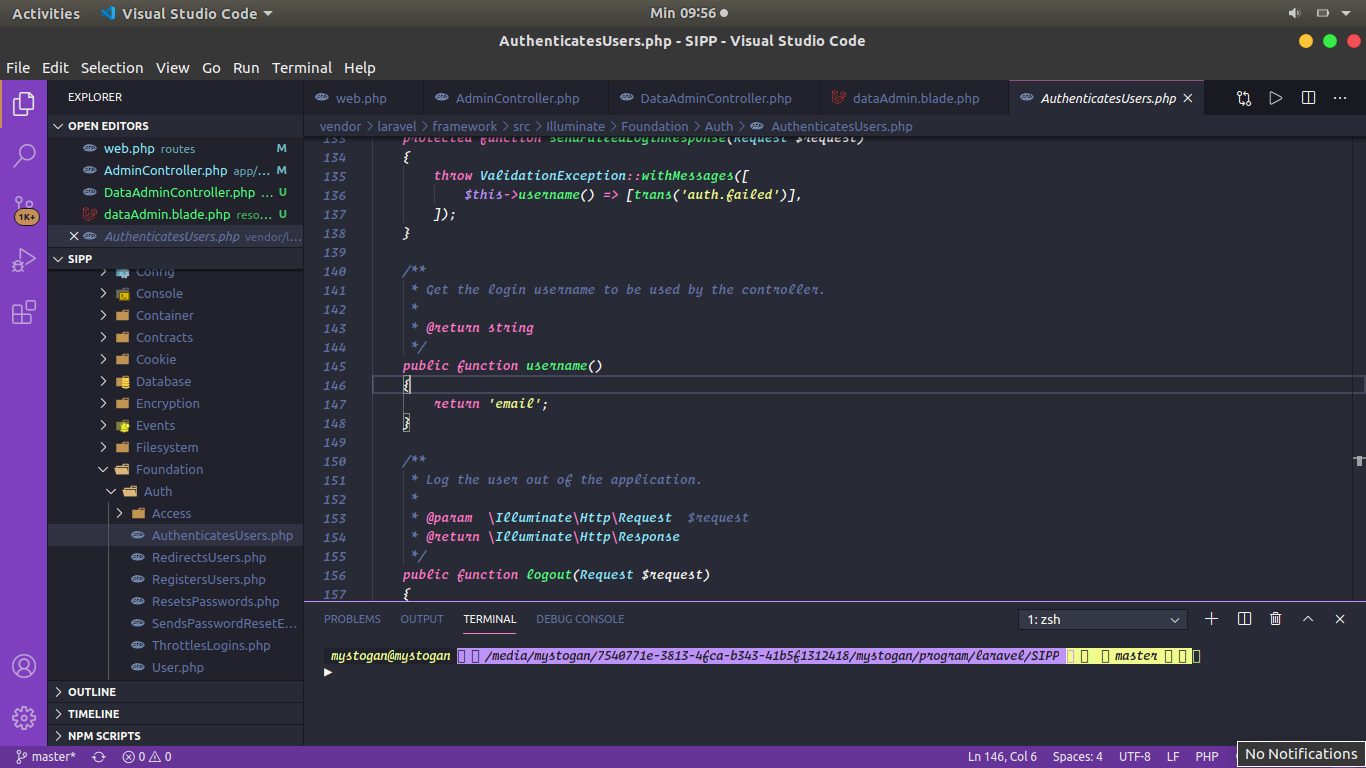 Activities Visual Studio Code Min 09:56
AuthenticatesUsers.php - SIPP - Visual Studio Code
File Edit Selection View Go Run Terminal Help
EXPLORER
OPEN EDITORS
web.php routes M
AdminController.php app/... M
DataAdminController.php ... U
dataAdmin.blade.php reso... U
AuthenticatesUsers.php vendor/l...
SIPP
Config
Console
Container
Contracts
Cookie
Database
Encryption
Events
Filesystem
Foundation
Auth
Access
AuthenticatesUsers.php
RedirectsUsers.php
RegistersUsers.php
ResetsPasswords.php
SendsPasswordResetE...
ThrottlesLogins.php
User.php
OUTLINE
TIMELINE
NPM SCRIPTS
1K+
web.php AdminController.php DataAdminController.php dataAdmin.blade.php AuthenticatesUsers.php
vendor > laravel > framework > src > Illuminate > Foundation > Auth > AuthenticatesUsers.php
133 protected function sendFailedLoginResponse(Request $request)
134 {
135 throw ValidationException::withMessages([
136 $this->username() => [trans('auth.failed')],
137 ]);
138 }
139
140 /**
141 * Get the login username to be used by the controller.
142 *
143 * @return string
144 */
145 public function username()
146 {
147 return 'email';
148 }
149
150 /**
151 * Log the user out of the application.
152 *
153 * @param \Illuminate\Http\Request $request
154 * @return \Illuminate\Http\Response
155 */
156 public function logout(Request $request)
157 {
PROBLEMS OUTPUT TERMINAL DEBUG CONSOLE 1: zsh
mystogan@mystogan /media/mystogan/7540771e-3813-4fca-b343-41b5f1312418/mystogan/program/laravel/SIPP master
master* 0 0 Ln 146, Col 6 Spaces: 4 UTF-8 LF PHP
No Notifications